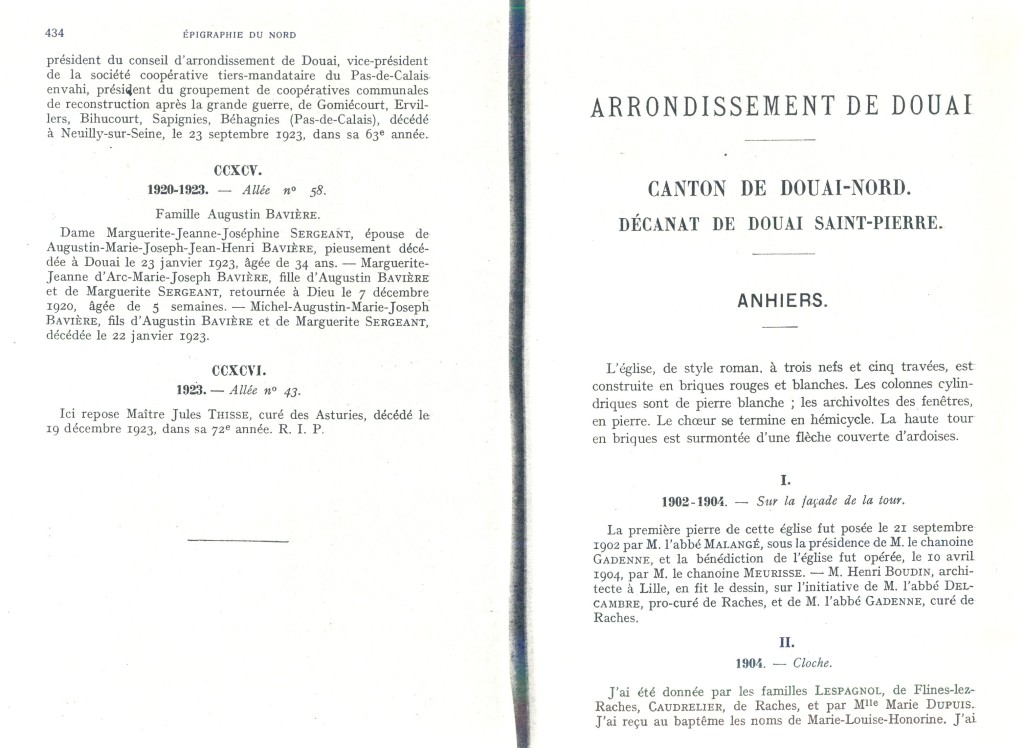 434
ÉPIGRAPHIE DU NORD
président du conseil d'arrondissement de Douai, vice-président
de la société coopérative tiers-mandataire du Pas-de-Calais
envahi, président du groupement de coopératives communales
de reconstruction après la grande guerre, de Gomiécourt, Ervil-
lers, Bihucourt, Sapignies, Béhagnies (Pas-de-Calais), décédé
à Neuilly-sur-Seine, le 23 septembre 1923, dans sa 63e année.
CCXCV.
1920-1923. — Allée no 58.
Famille Augustin BAVIÈRE.
Dame Marguerite-Jeanne-Joséphine SERGEANT, épouse de
Augustin-Marie-Joseph-Jean-Henri BAVIÈRE, pieusement décé-
dée à Douai le 23 janvier 1923, âgée de 34 ans. — Marguerite-
Jeanne d'Arc-Marie-Joseph BAVIÈRE, fille d'Augustin BAVIÈRE
et de Marguerite SERGEANT, retournée à Dieu le 7 décembre
1920, âgée de 5 semaines. — Michel-Augustin-Marie-Joseph
BAVIÈRE, fils d'Augustin BAVIÈRE et de Marguerite SERGEANT,
décédée le 22 janvier 1923.
CCXCVI.
1923. — Allée no 43.
Ici repose Maître Jules THISSE, curé des Asturies, décédé le
19 décembre 1923, dans sa 72e année. R. I. P.
ARRONDISSEMENT DE DOUAI
CANTON DE DOUAI-NORD.
DÉCANAT DE DOUAI SAINT-PIERRE.
ANHIERS.
L'église, de style roman, à trois nefs et cinq travées, est
construite en briques rouges et blanches. Les colonnes cylin-
driques sont de pierre blanche ; les archivoltes des fenêtres,
en pierre. Le chœur se termine en hémicycle. La haute tour
en briques est surmontée d'une flèche couverte d'ardoises.
I.
1902-1904. — Sur la façade de la tour.
La première pierre de cette église fut posée le 21 septembre
1902 par M. l'abbé MALANGÉ, sous la présidence de M. le chanoine
GADENNE, et la bénédiction de l'église fut opérée, le 10 avril
1904, par M. le chanoine MEURISSE. — M. Henri BOUDIN, archi-
tecte à Lille, en fit le dessin, sur l'initiative de M. l'abbé DEL-
CAMBRE, pro-curé de Raches, et de M. l'abbé GADENNE, curé de
Raches.
II.
1904. — Cloche.
J'ai été donnée par les familles LESPAGNOL, de Flines-lez-
Raches, CAUDRELIER, de Raches, et par Mlle Marie DUPUIS.
J'ai reçu au baptême les noms de Marie-Louise-Honorine. J'ai